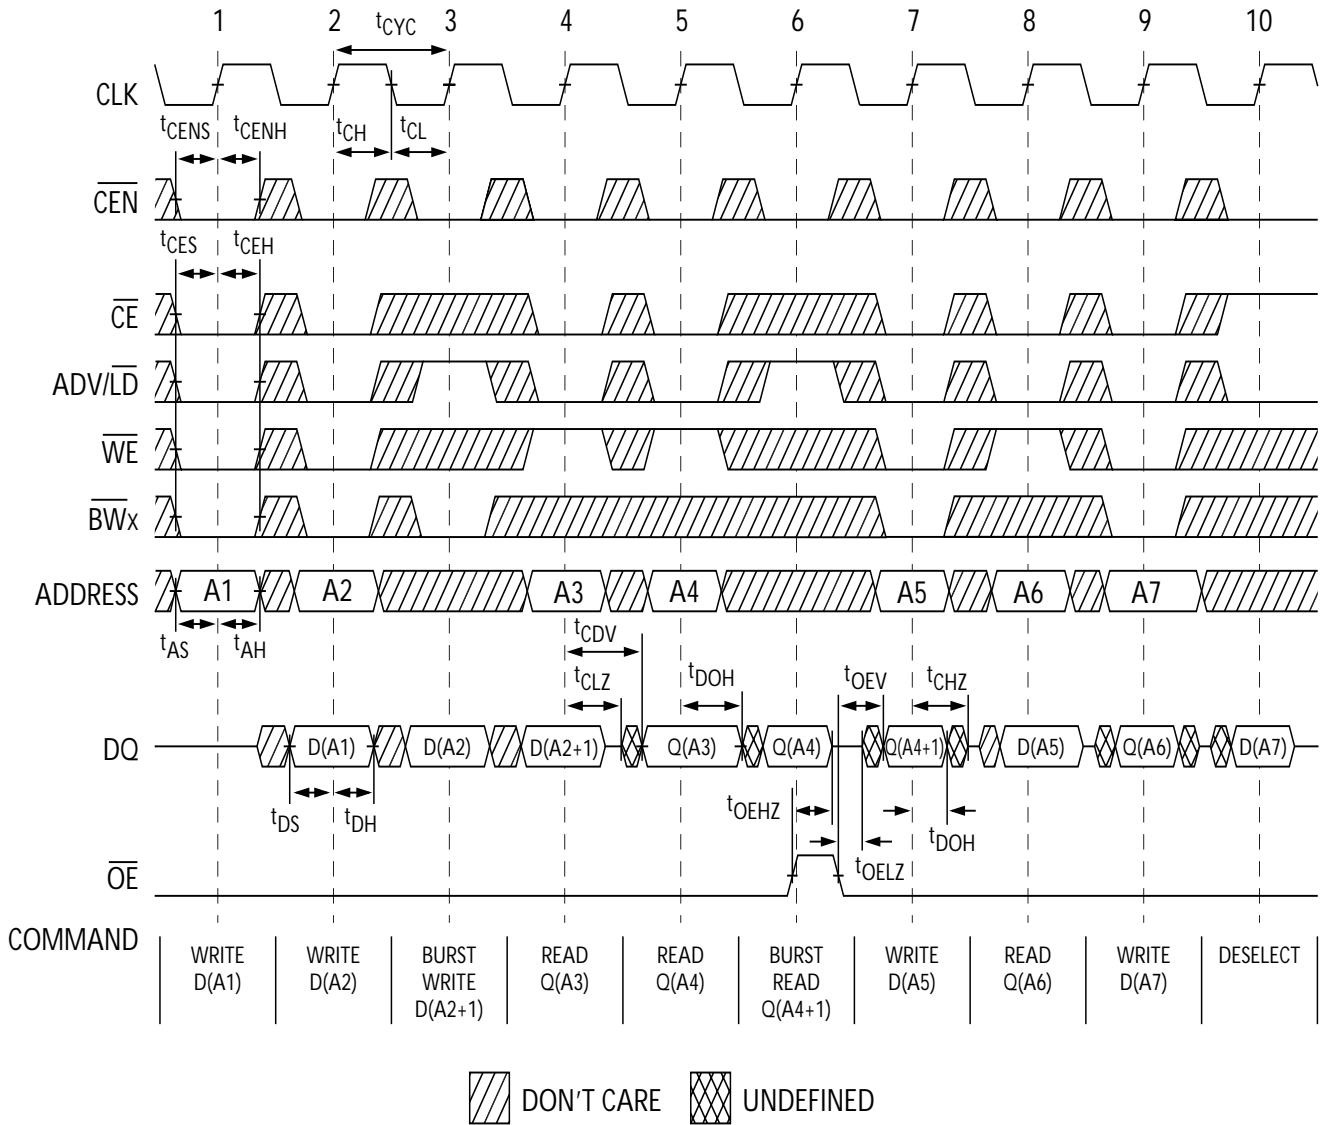 1 2 tCYC 3 4 5 6 7 8 9 10
CLK
tCENS tCENH tCH tCL
CEN
tCES tCEH
CE
ADV/LD
WE
BWx
ADDRESS A1 A2 A3 A4 A5 A6 A7
tAS tAH tCDV
tCLZ tDOH tOEV tCHZ
DQ D(A1) D(A2) D(A2+1) Q(A3) Q(A4) Q(A4+1) D(A5) Q(A6) D(A7)
tDS tDH tOEHZ tDOH
tOELZ
OE
COMMAND
WRITE D(A1)
WRITE D(A2)
BURST WRITE D(A2+1)
READ Q(A3)
READ Q(A4)
BURST READ Q(A4+1)
WRITE D(A5)
READ Q(A6)
WRITE D(A7)
DESELECT
DON'T CARE UNDEFINED